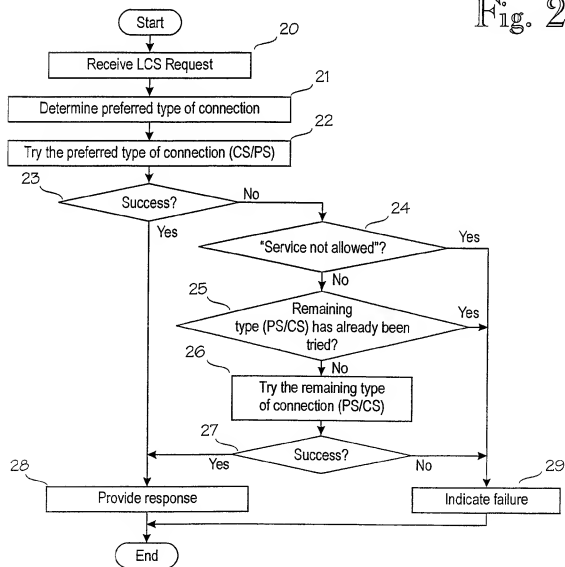 Fig. 2
Start
20
Receive LCS Request
21
Determine preferred type of connection
22
Try the preferred type of connection (CS/PS)
23
Success?
No
Yes
24
"Service not allowed"?
Yes
No
25
Remaining
type (PS/CS) has already been
tried?
Yes
No
26
Try the remaining type
of connection (PS/CS)
27
Success?
Yes
No
28
Provide response
29
Indicate failure
End